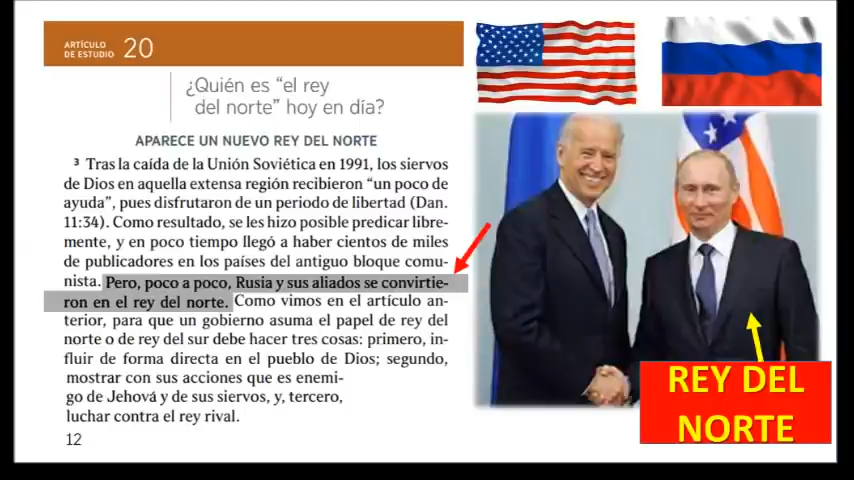 ARTÍCULO
DE ESTUDIO 20
¿Quién es “el rey
del norte” hoy en día?
APARECE UN NUEVO REY DEL NORTE
³ Tras la caída de la Unión Soviética en 1991, los siervos
de Dios en aquella extensa región recibieron “un poco de
ayuda”, pues disfrutaron de un periodo de libertad (Dan.
11:34). Como resultado, se les hizo posible predicar libre-
mente, y en poco tiempo llegó a haber cientos de miles
de publicadores en los países del antiguo bloque comu-
nista. Pero, poco a poco, Rusia y sus aliados se convirtie-
ron en el rey del norte. Como vimos en el artículo an-
terior, para que un gobierno asuma el papel de rey del
norte o de rey del sur debe hacer tres cosas: primero, in-
fluir de forma directa en el pueblo de Dios; segundo,
mostrar con sus acciones que es enemi-
go de Jehová y de sus siervos, y, tercero,
luchar contra el rey rival.
12
REY DEL
NORTE